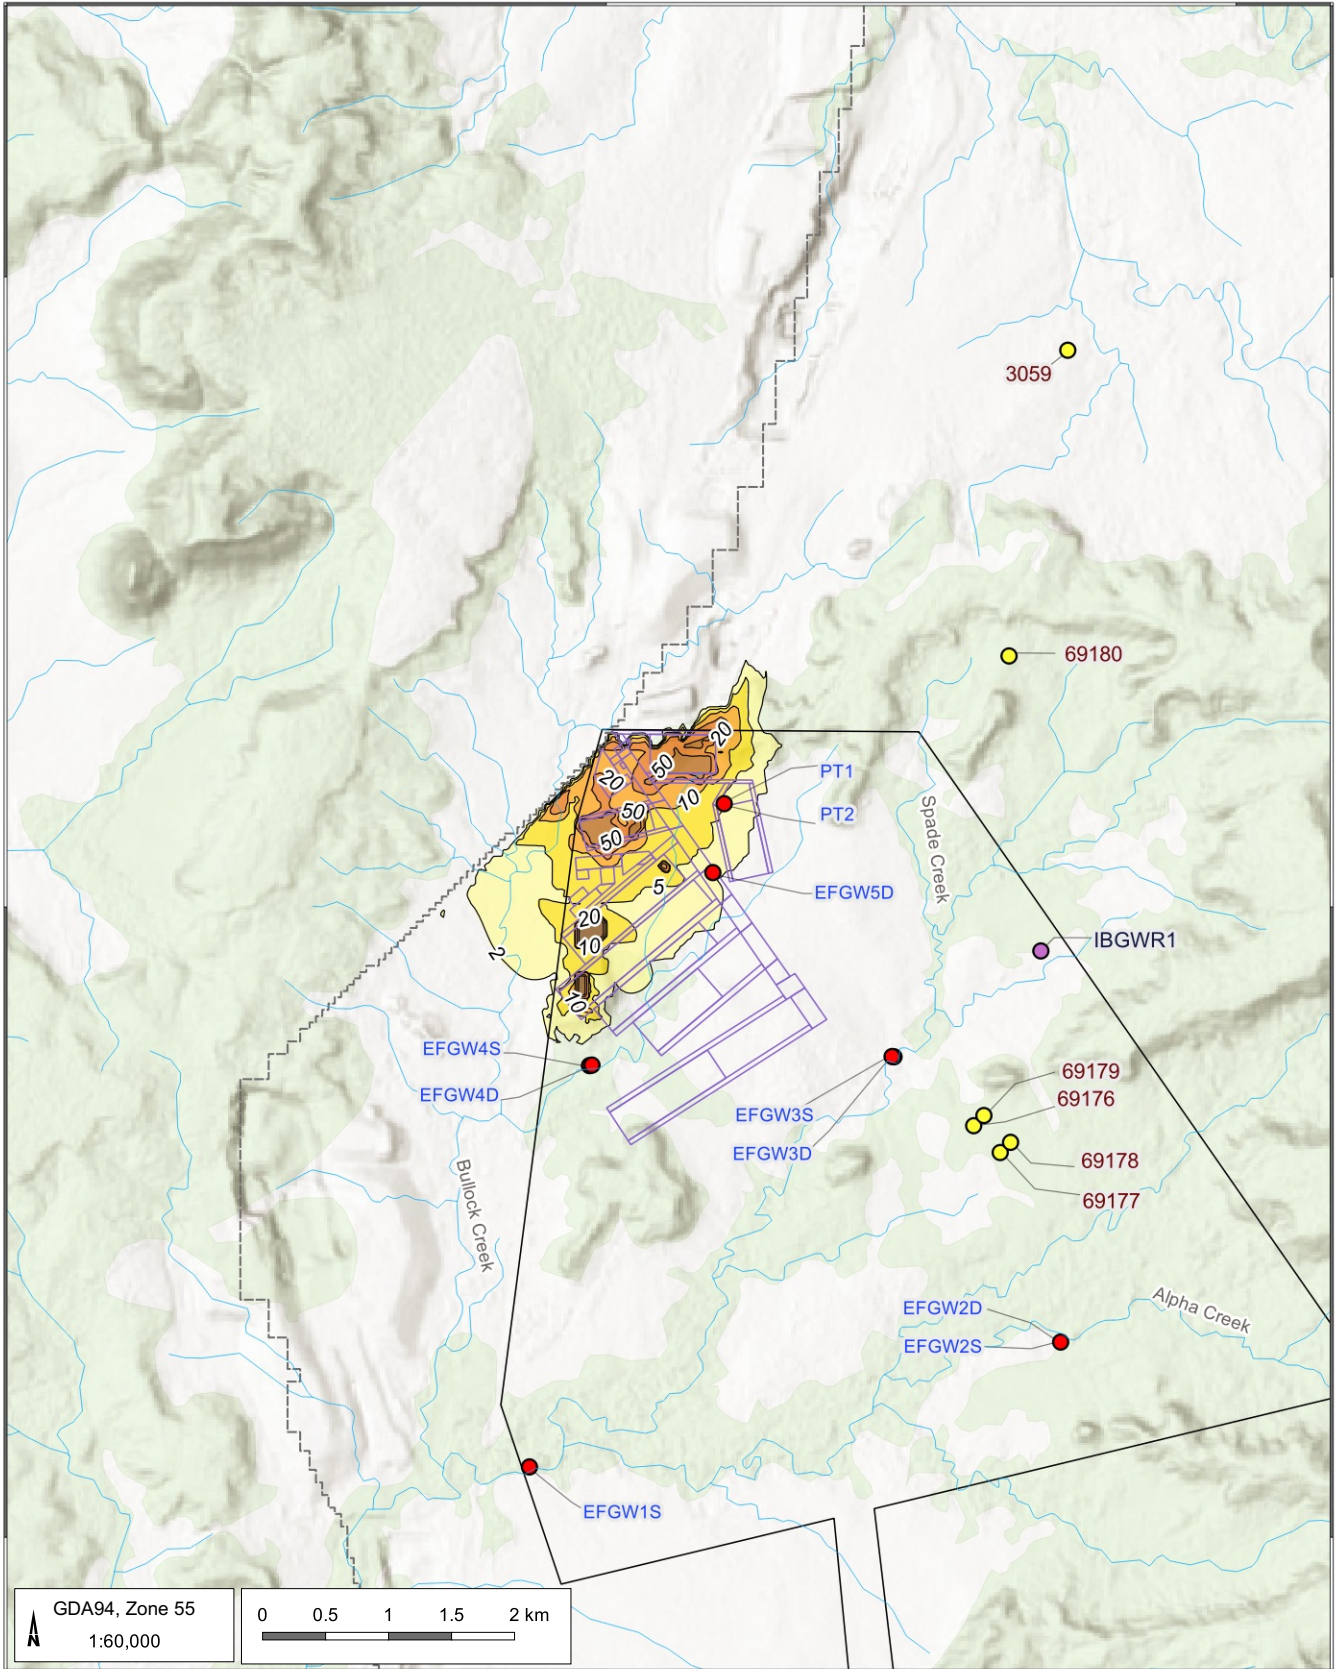 3059
69180
20
50
PT1
20
10
50
PT2
Spade Creek
50
5
EFGW5D
20
10
2
IBGWR1
10
EFGW4S
EFGW4D
69179
69176
EFGW3S
EFGW3D
69178
69177
Bullock Creek
EFGW2D
EFGW2S
Alpha Creek
EFGW1S
GDA94, Zone 55
1:60,000
N
0 0.5 1 1.5 2 km